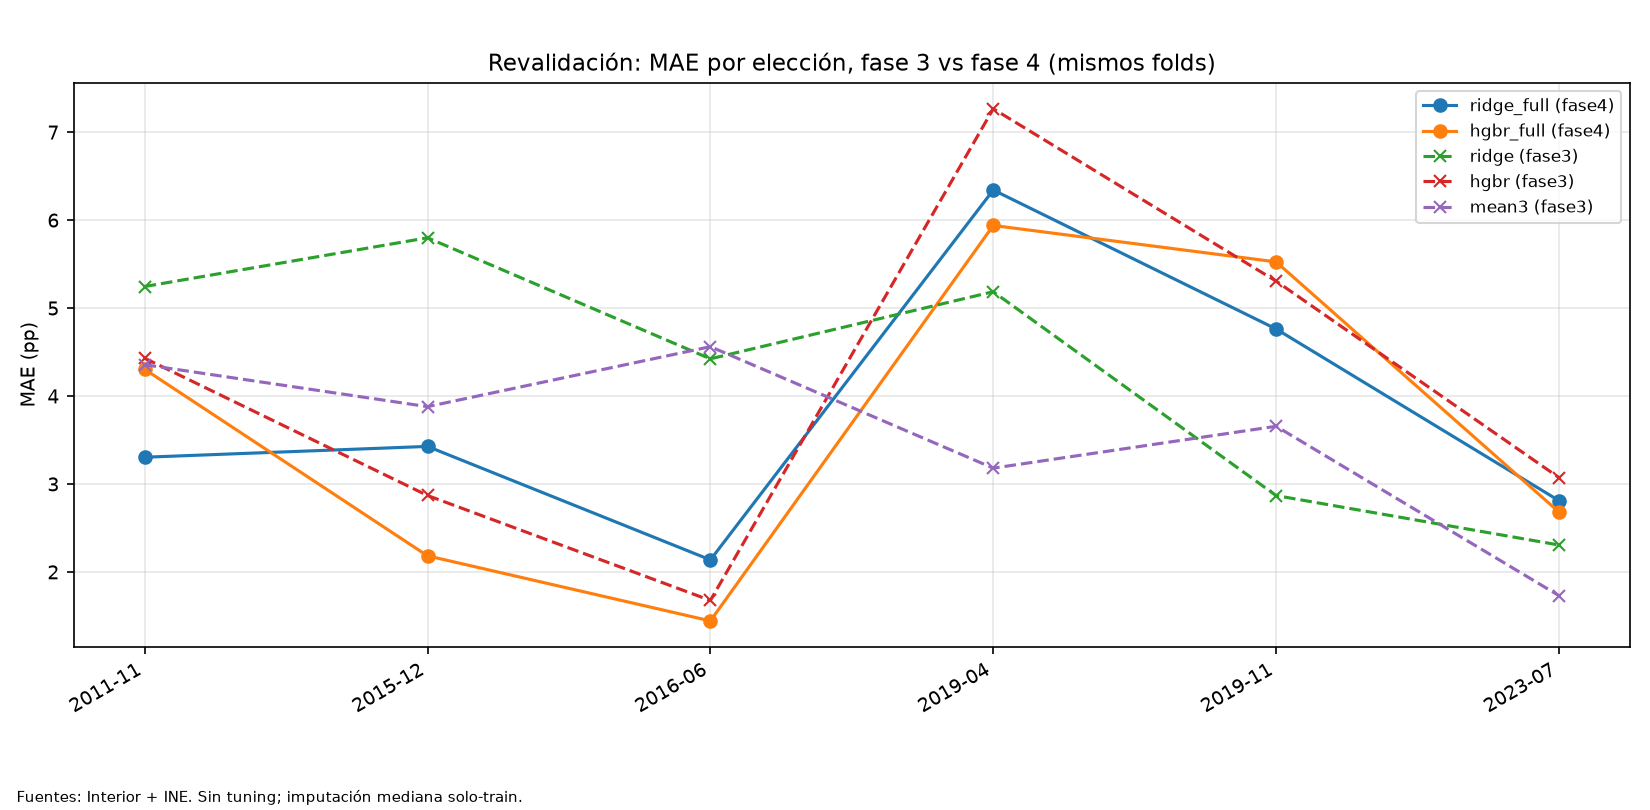 Revalidación: MAE por elección, fase 3 vs fase 4 (mismos folds)
ridge_full (fase4)
hgbr_full (fase4)
ridge (fase3)
hgbr (fase3)
mean3 (fase3)
MAE (pp)
7
6
5
4
3
2
2011-11
2015-12
2016-06
2019-04
2019-11
2023-07
Fuentes: Interior + INE. Sin tuning; imputación mediana solo-train.